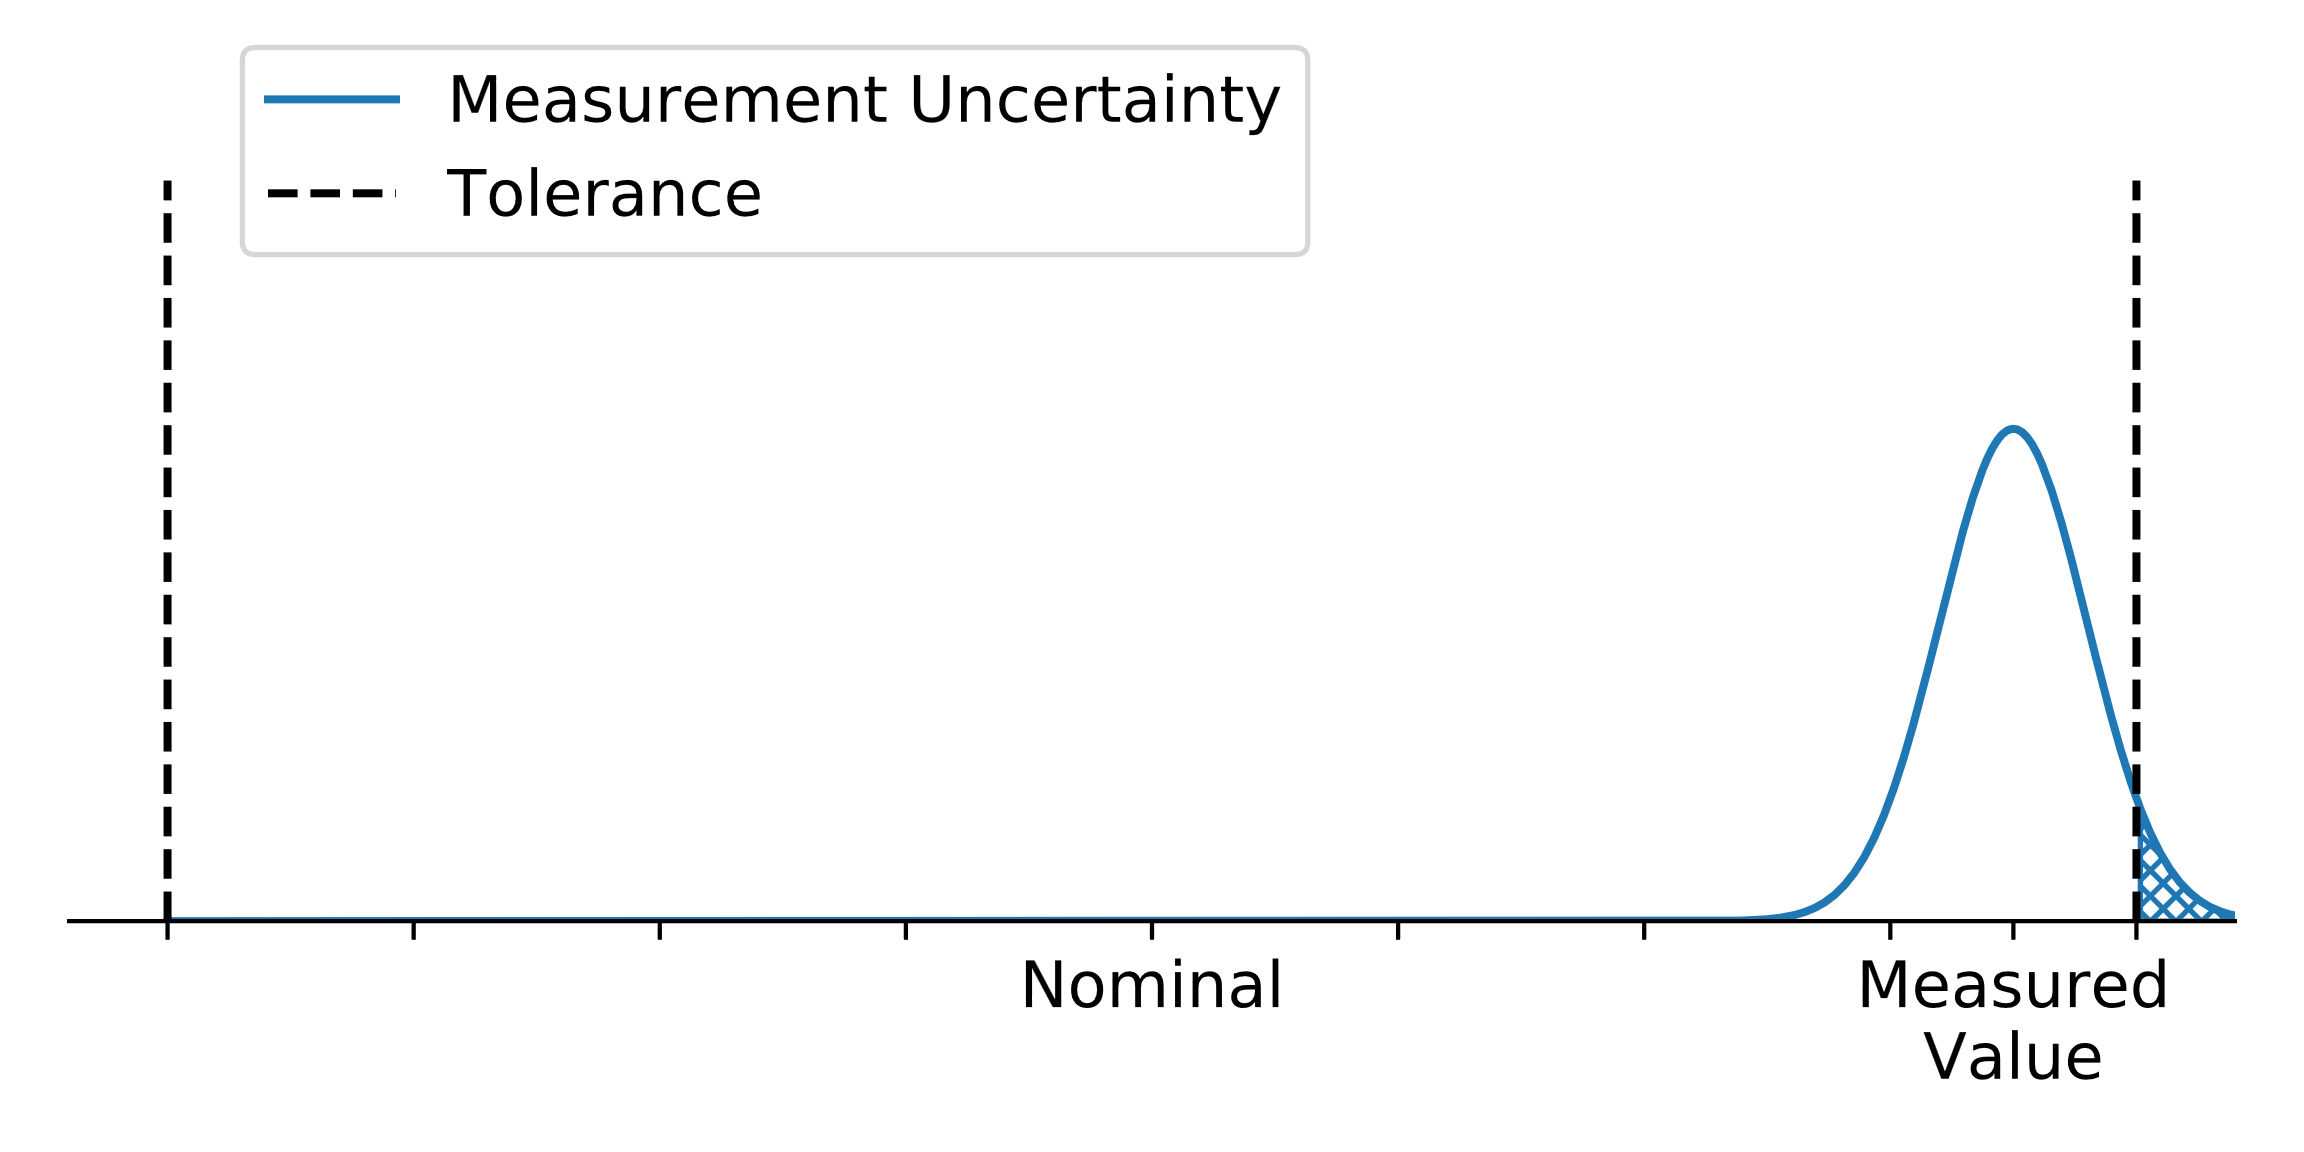 Measurement Uncertainty
Tolerance
Nominal
Measured
Value